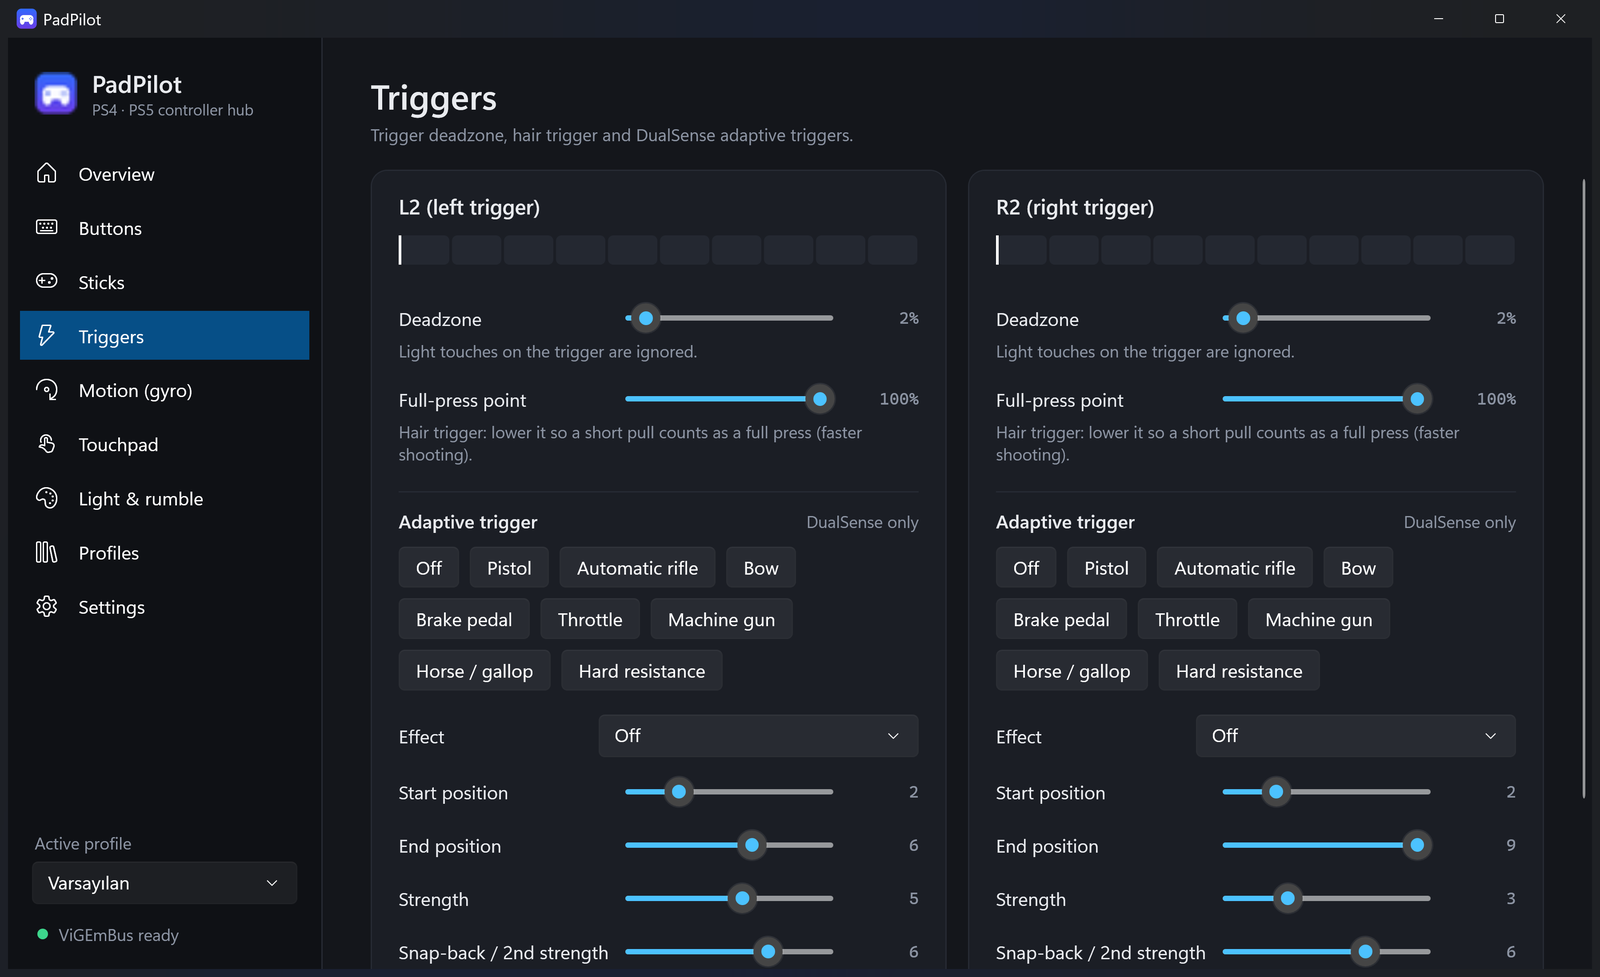 PadPilot
PadPilot
PS4 · PS5 controller hub
Overview
Buttons
Sticks
Triggers
Motion (gyro)
Touchpad
Light & rumble
Profiles
Settings
Active profile
Varsayılan
ViGEmBus ready
Triggers
Trigger deadzone, hair trigger and DualSense adaptive triggers.
L2 (left trigger)
Deadzone 2%
Light touches on the trigger are ignored.
Full-press point 100%
Hair trigger: lower it so a short pull counts as a full press (faster
shooting).
Adaptive trigger DualSense only
Off Pistol Automatic rifle Bow
Brake pedal Throttle Machine gun
Horse / gallop Hard resistance
Effect Off
Start position 2
End position 6
Strength 5
Snap-back / 2nd strength 6
R2 (right trigger)
Deadzone 2%
Light touches on the trigger are ignored.
Full-press point 100%
Hair trigger: lower it so a short pull counts as a full press (faster
shooting).
Adaptive trigger DualSense only
Off Pistol Automatic rifle Bow
Brake pedal Throttle Machine gun
Horse / gallop Hard resistance
Effect Off
Start position 2
End position 9
Strength 3
Snap-back / 2nd strength 6